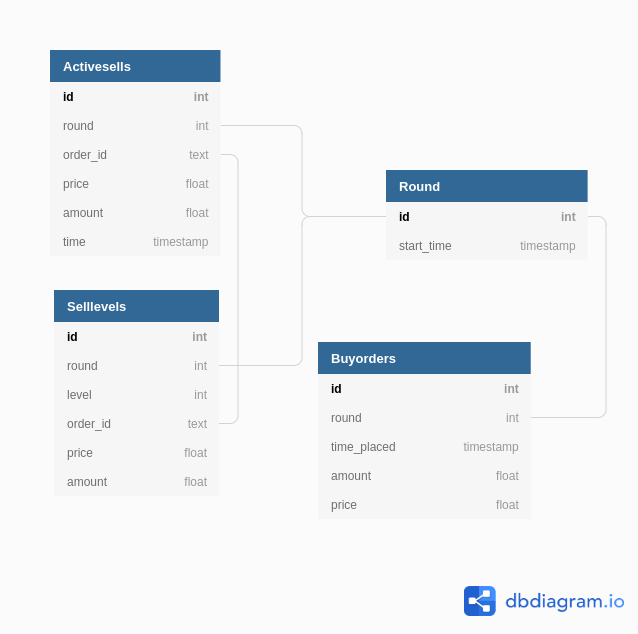 Activesells
id int
round int
order_id text
price float
amount float
time timestamp
Round
id int
start_time timestamp
Selllevels
id int
round int
level int
order_id text
price float
amount float
Buyorders
id int
round int
time_placed timestamp
amount float
price float
dbdiagram.io